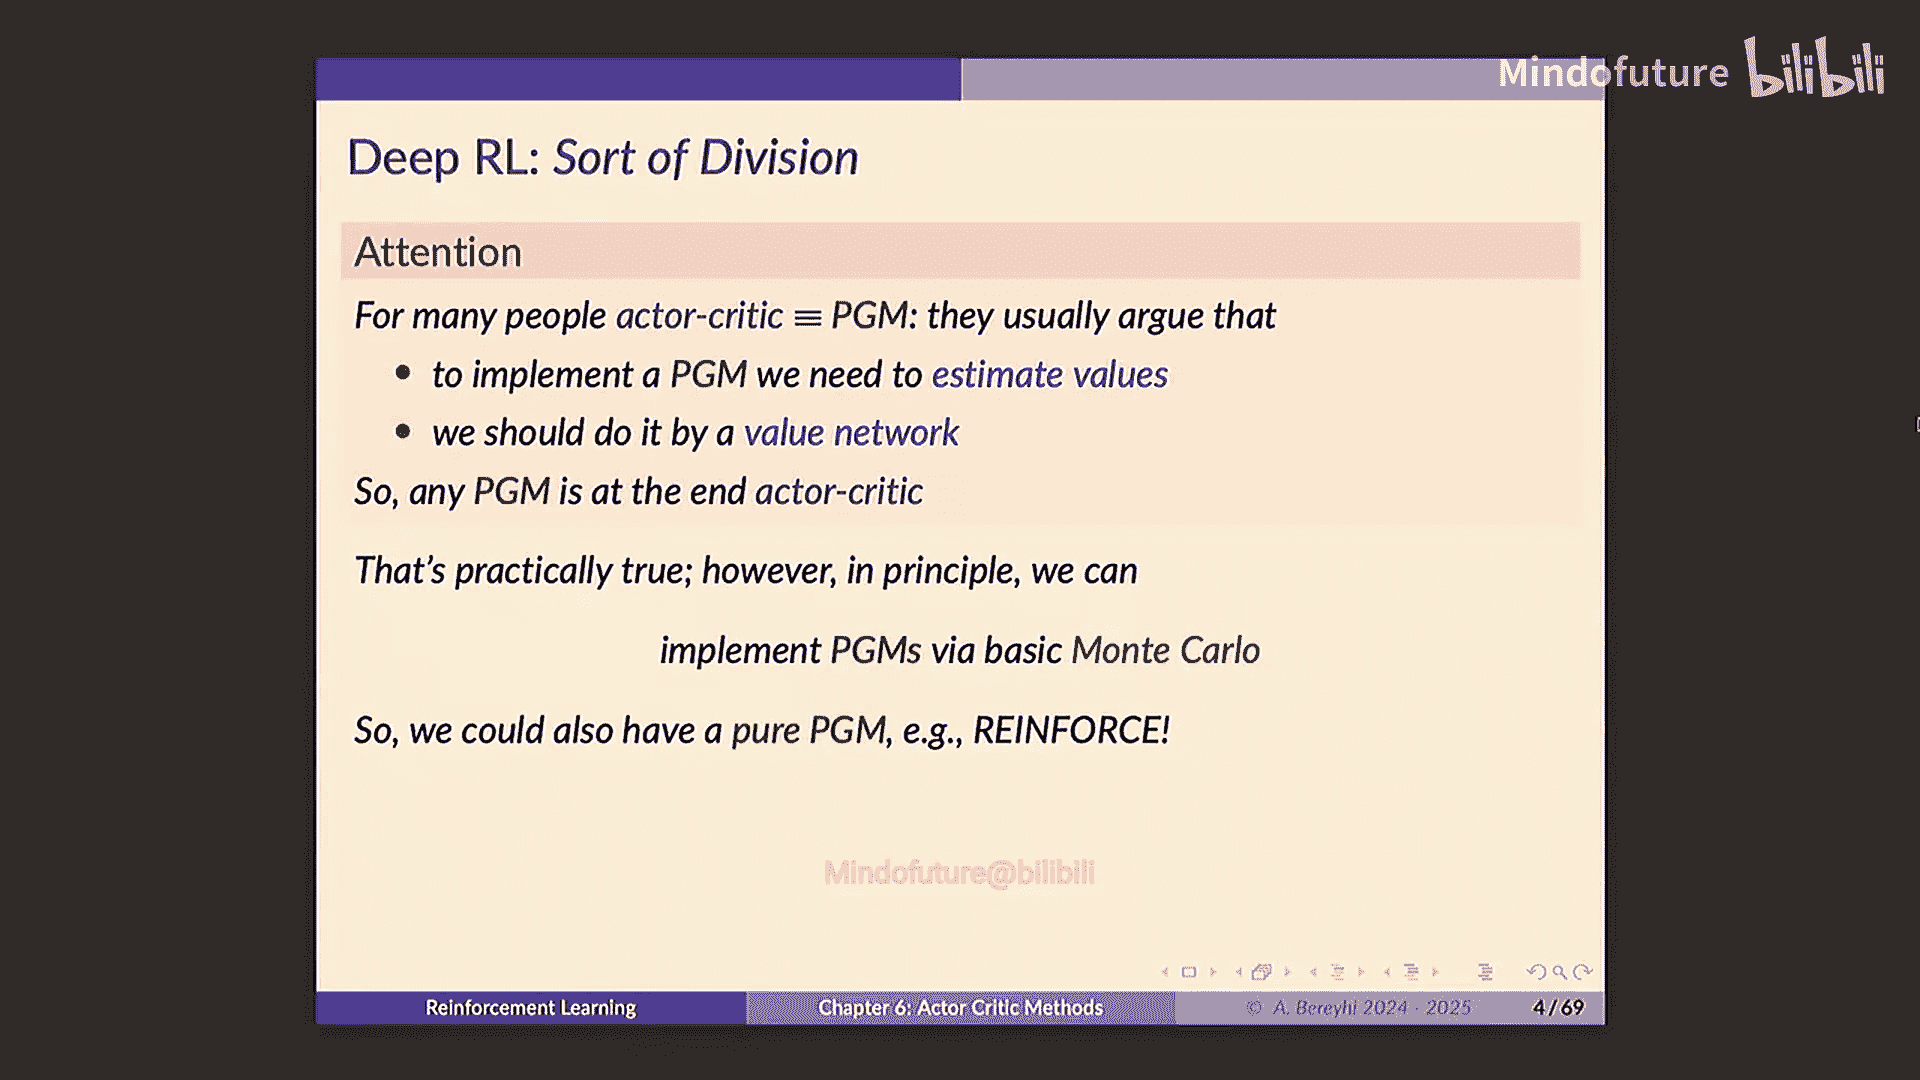 Mindofuture bilibili
Deep RL: Sort of Division
Attention
For many people actor-critic ≡ PGM: they usually argue that
• to implement a PGM we need to estimate values
• we should do it by a value network
So, any PGM is at the end actor-critic
That's practically true; however, in principle, we can
implement PGMs via basic Monte Carlo
So, we could also have a pure PGM, e.g., REINFORCE!
Mindofuture@bilibili
Reinforcement Learning
Chapter 6: Actor Critic Methods
© A. Bereyhi 2024 - 2025
4/69